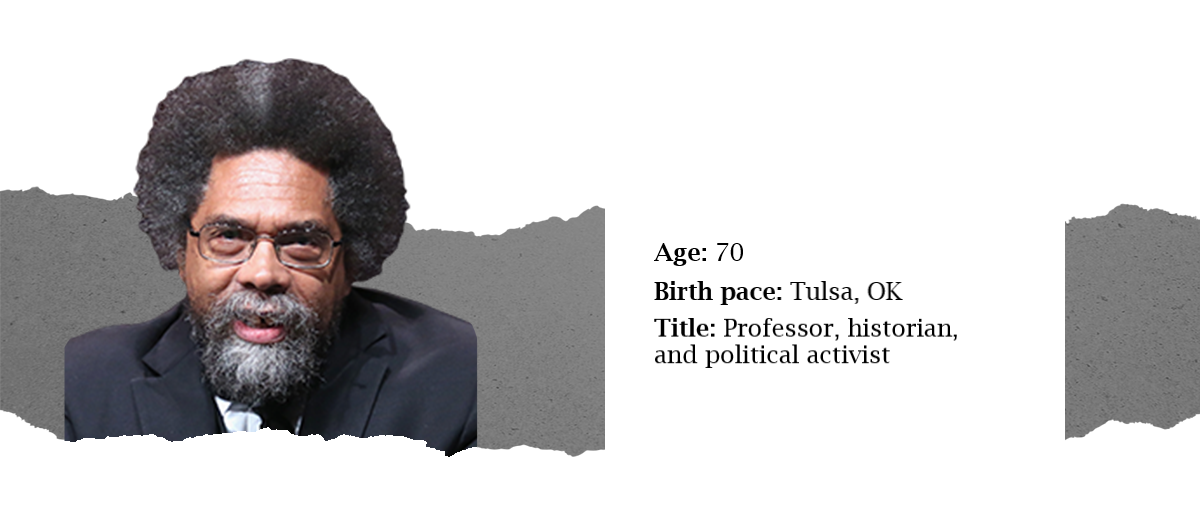 Age: 70
Birth pace: Tulsa, OK
Title: Professor, historian,
and political activist